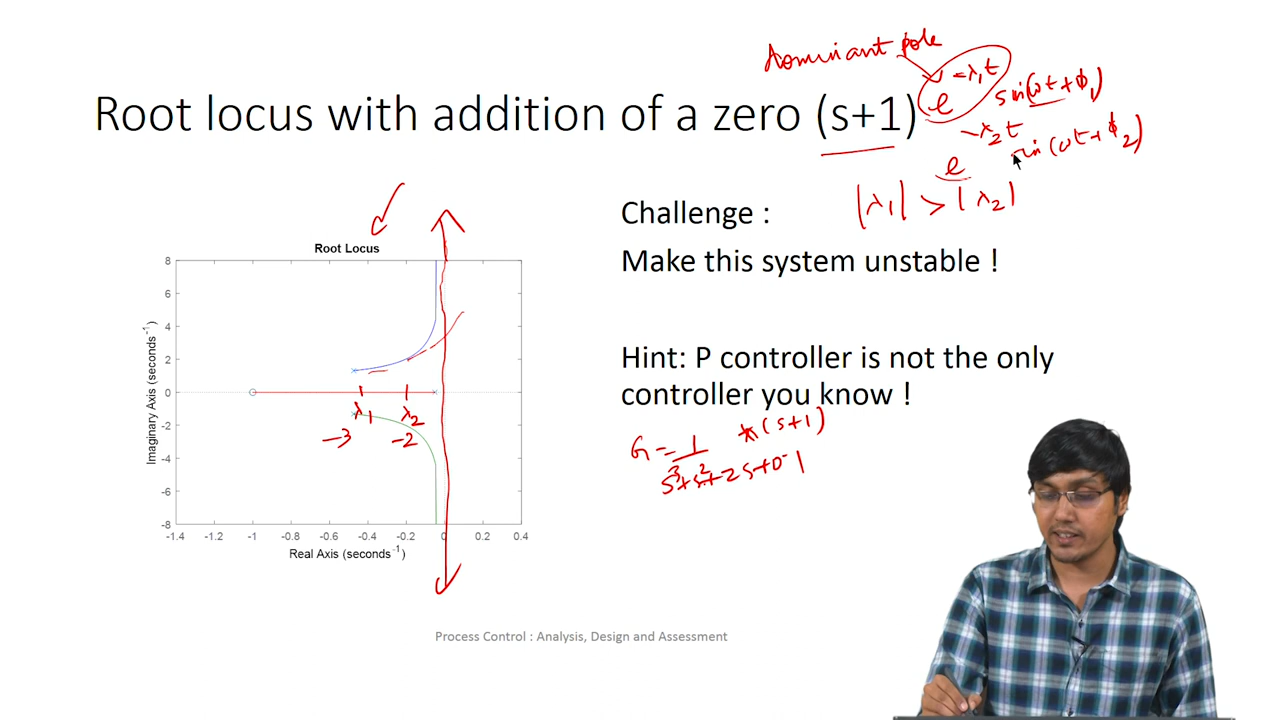 dominant pole
e^-λ1t sin(ωt+ϕ1)
Root locus with addition of a zero (s+1)
e^-λ2t sin(ωt+ϕ2)
|λ1| > |λ2|
Challenge :
Make this system unstable !
Hint: P controller is not the only
controller you know !
G = 1 (s+1)
s^3+s^2+2s+0.1
Root Locus
8
6
4
2
0
-2
-4
-6
-8
λ1 λ2
-3 -2
-1.4 -1.2 -1 -0.8 -0.6 -0.4 -0.2 0 0.2 0.4
Real Axis (seconds^-1)
Imaginary Axis (seconds^-1)
Process Control : Analysis, Design and Assessment